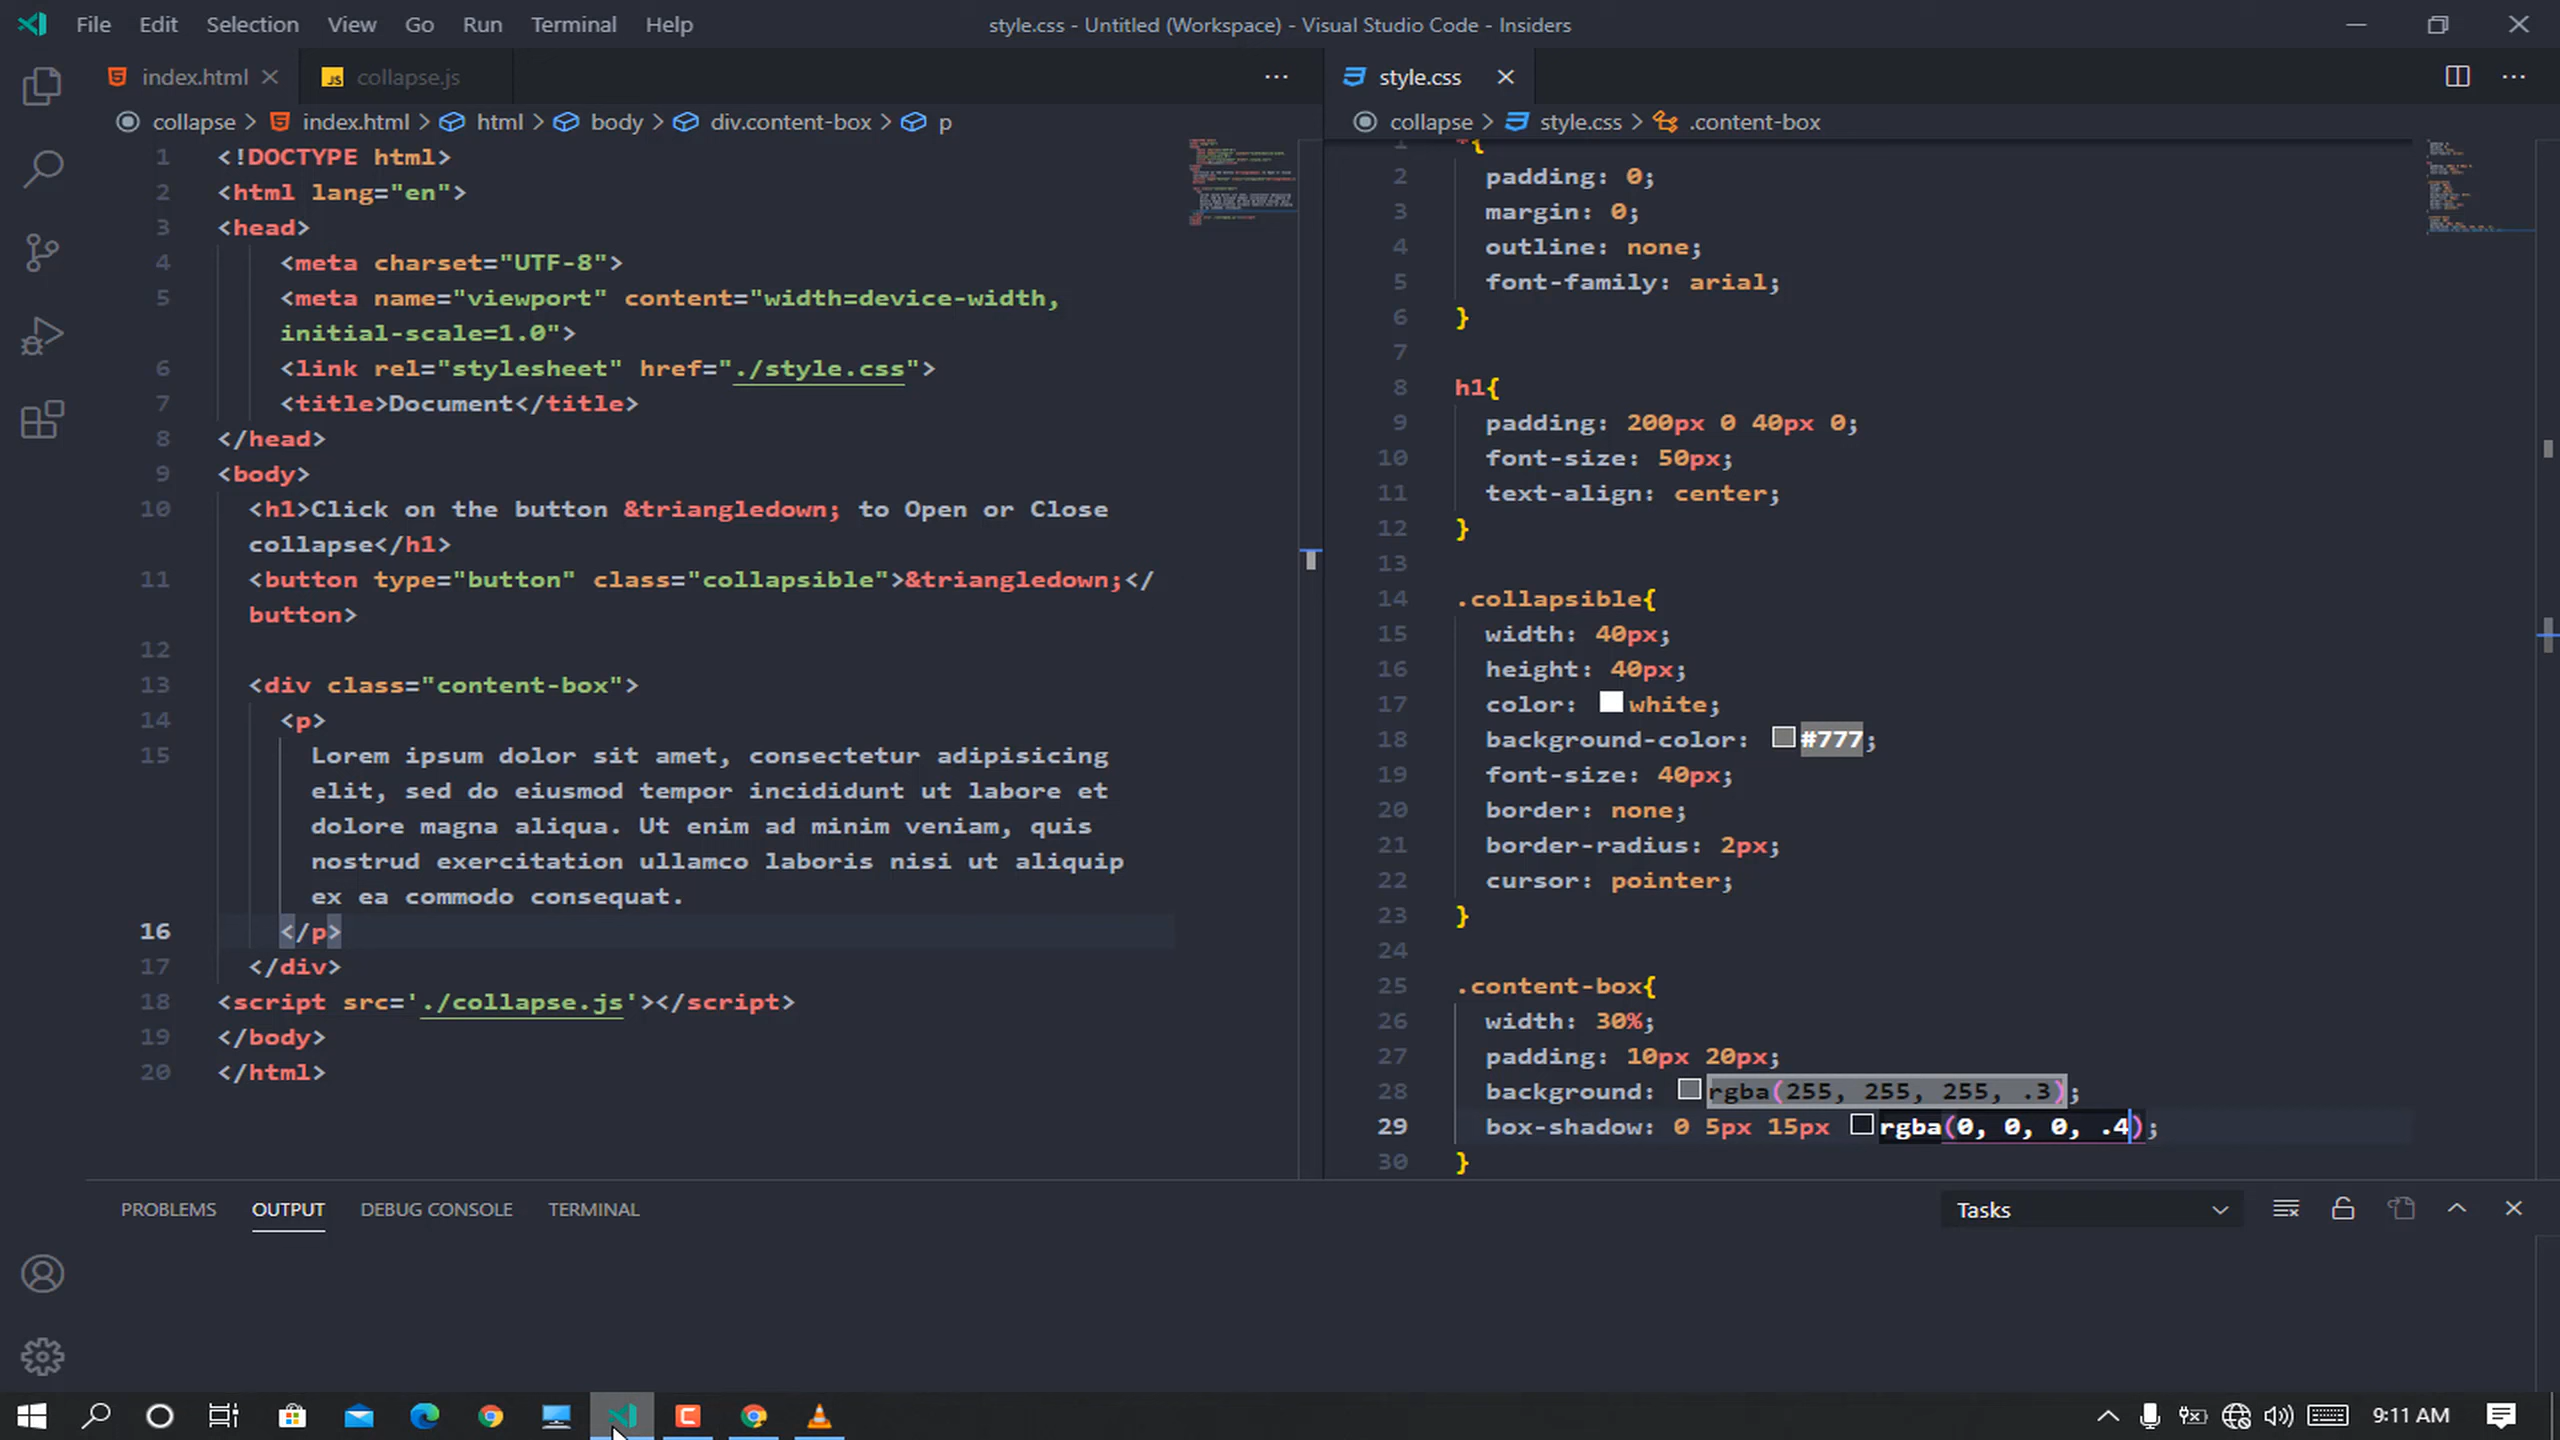 File Edit Selection View Go Run Terminal Help
style.css - Untitled (Workspace) - Visual Studio Code - Insiders
index.html
JS collapse.js
collapse > index.html > html > body > div.content-box > p
1 <!DOCTYPE html>
2 <html lang="en">
3 <head>
4 <meta charset="UTF-8">
5 <meta name="viewport" content="width=device-width,
initial-scale=1.0">
6 <link rel="stylesheet" href="./style.css">
7 <title>Document</title>
8 </head>
9 <body>
10 <h1>Click on the button &triangledown; to Open or Close
collapse</h1>
11 <button type="button" class="collapsible">&triangledown;</
button>
12
13 <div class="content-box">
14 <p>
15 Lorem ipsum dolor sit amet, consectetur adipisicing
elit, sed do eiusmod tempor incididunt ut labore et
dolore magna aliqua. Ut enim ad minim veniam, quis
nostrud exercitation ullamco laboris nisi ut aliquip
ex ea commodo consequat.
16 </p>
17 </div>
18 <script src='./collapse.js'></script>
19 </body>
20 </html>
style.css
collapse > style.css > .content-box
1 *{
2 padding: 0;
3 margin: 0;
4 outline: none;
5 font-family: arial;
6 }
7
8 h1{
9 padding: 200px 0 40px 0;
10 font-size: 50px;
11 text-align: center;
12 }
13
14 .collapsible{
15 width: 40px;
16 height: 40px;
17 color: white;
18 background-color: #777;
19 font-size: 40px;
20 border: none;
21 border-radius: 2px;
22 cursor: pointer;
23 }
24
25 .content-box{
26 width: 30%;
27 padding: 10px 20px;
28 background: rgba(255, 255, 255, .3);
29 box-shadow: 0 5px 15px rgba(0, 0, 0, .4);
30 }
PROBLEMS OUTPUT DEBUG CONSOLE TERMINAL
Tasks
9:11 AM